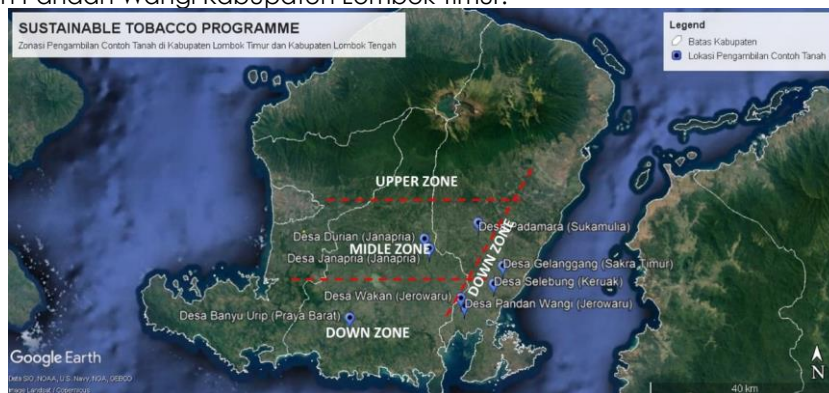 n Pandan Wangi Kabupaten Lombok Timur.
SUSTAINABLE TOBACCO PROGRAMME
Zonasi Pengambilan Contoh Tanah di Kabupaten Lombok Timur dan Kabupaten Lombok Tengah
Legend
Batas Kabupaten
Lokasi Pengambilan Contoh Tanah
UPPER ZONE
Desa Padamara (Sukamulia)
Desa Durian (Janapria)
MIDLE ZONE
Desa Janapria (Janapria)
DOWN ZONE
Desa Gelanggang (Sakra Timur)
Desa Selebung (Keruak)
Desa Wakan (Jerowaru)
Desa Pandan Wangi (Jerowaru)
Desa Banyu Urip (Praya Barat)
DOWN ZONE
Google Earth
Data SIO, NOAA, U.S. Navy, NGA, GEBCO
Image Landsat / Copernicus
N
40 km